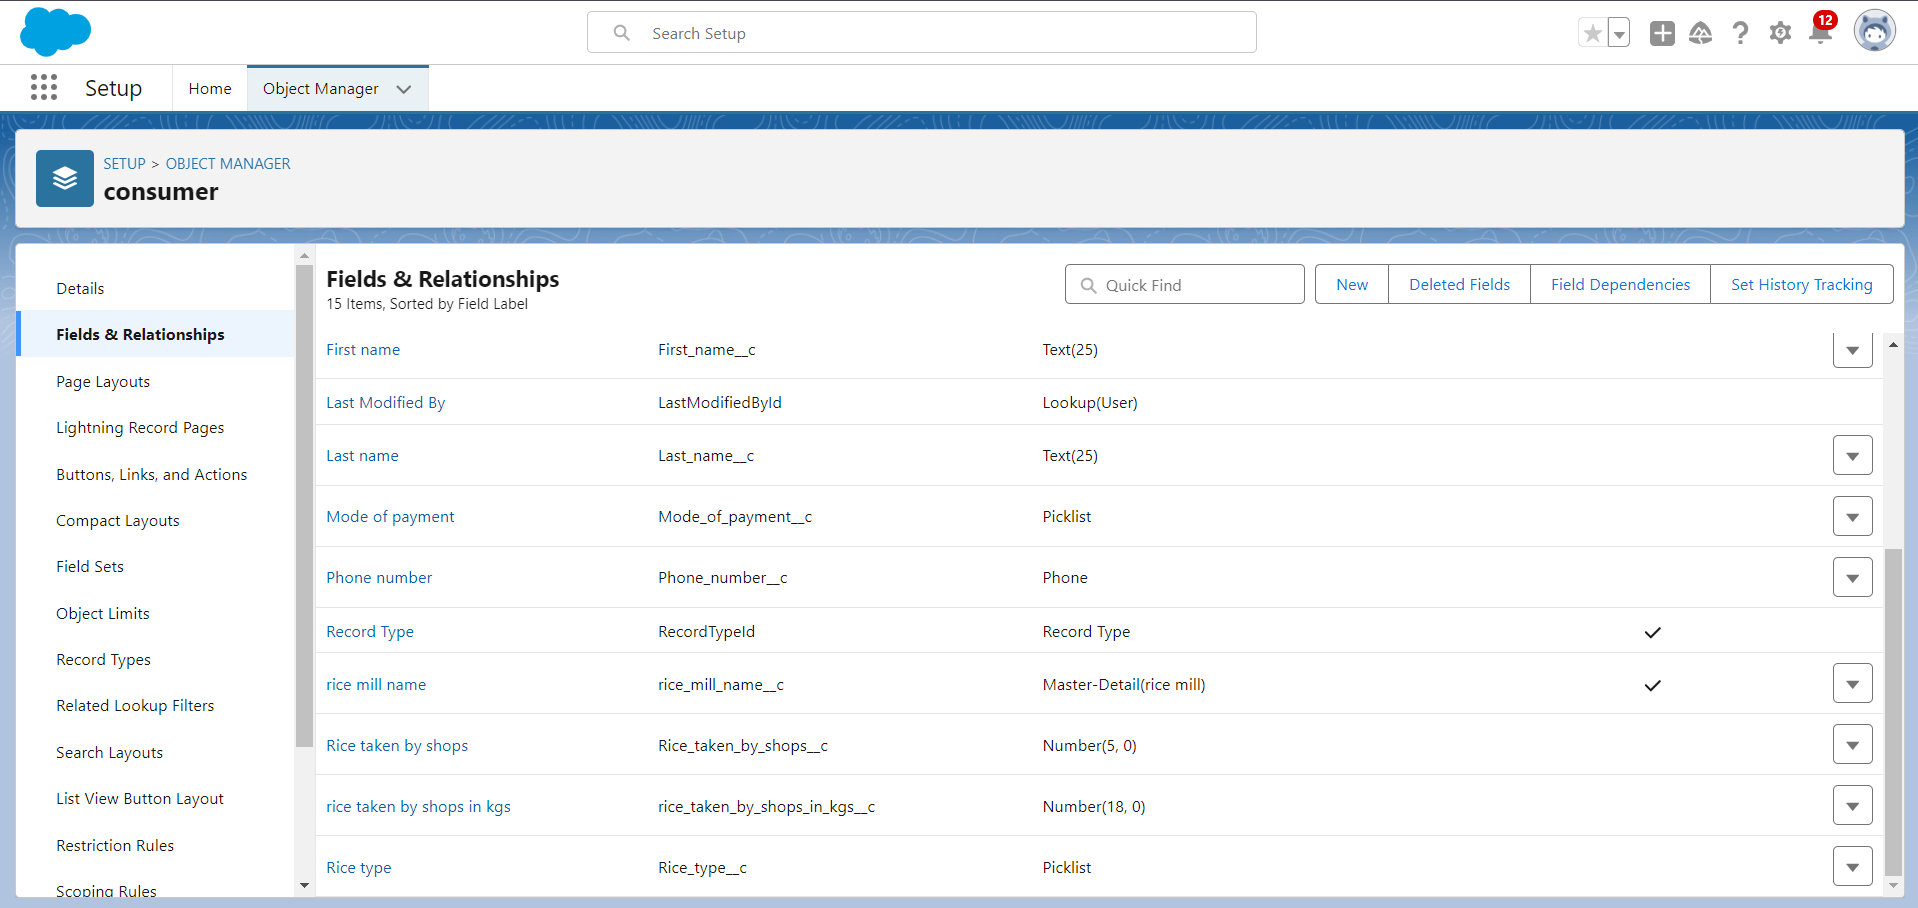 Search Setup
12
Setup
Home
Object Manager
SETUP > OBJECT MANAGER
consumer
Details
Fields & Relationships
Page Layouts
Lightning Record Pages
Buttons, Links, and Actions
Compact Layouts
Field Sets
Object Limits
Record Types
Related Lookup Filters
Search Layouts
List View Button Layout
Restriction Rules
Scoping Rules
Fields & Relationships
15 Items, Sorted by Field Label
Quick Find
New
Deleted Fields
Field Dependencies
Set History Tracking
First name First_name__c Text(25)
Last Modified By LastModifiedById Lookup(User)
Last name Last_name__c Text(25)
Mode of payment Mode_of_payment__c Picklist
Phone number Phone_number__c Phone
Record Type RecordTypeId Record Type
rice mill name rice_mill_name__c Master-Detail(rice mill)
Rice taken by shops Rice_taken_by_shops__c Number(5, 0)
rice taken by shops in kgs rice_taken_by_shops_in_kgs__c Number(18, 0)
Rice type Rice_type__c Picklist